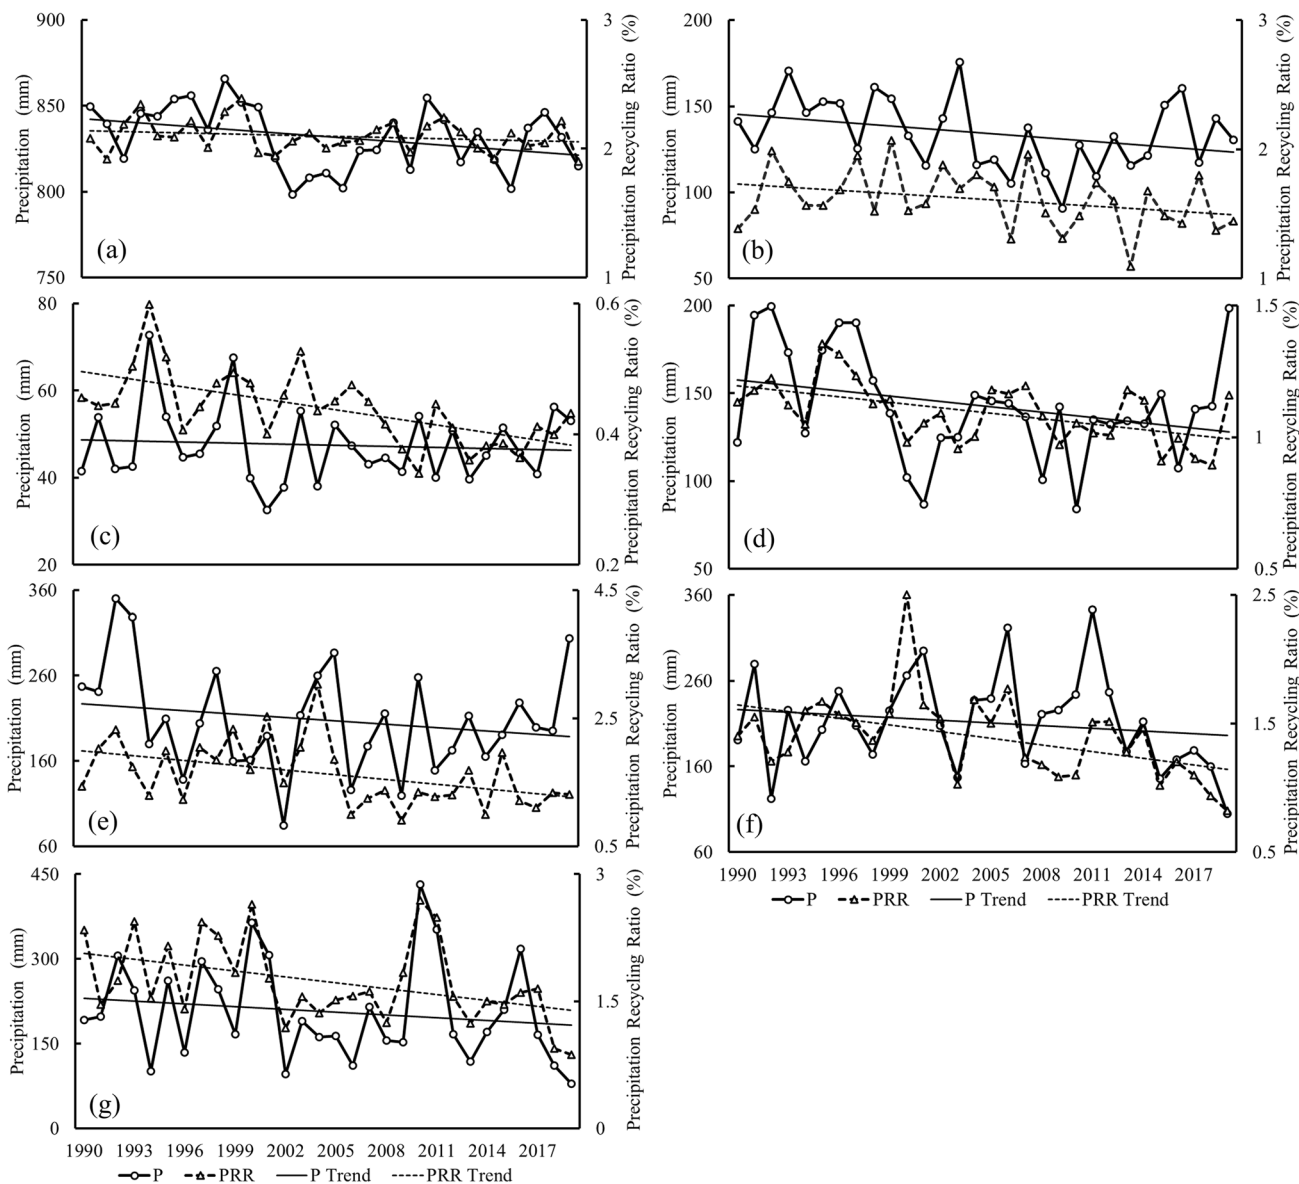 900
850
800
750
Precipitation (mm)
3
2
1
Precipitation Recycling Ratio (%)
(a)
200
150
100
50
Precipitation (mm)
3
2
1
Precipitation Recycling Ratio (%)
(b)
80
60
40
20
Precipitation (mm)
0.6
0.4
0.2
Precipitation Recycling Ratio (%)
(c)
200
150
100
50
Precipitation (mm)
1.5
1
0.5
Precipitation Recycling Ratio (%)
(d)
360
260
160
60
Precipitation (mm)
4.5
2.5
0.5
Precipitation Recycling Ratio (%)
(e)
360
260
160
60
Precipitation (mm)
2.5
1.5
0.5
Precipitation Recycling Ratio (%)
(f)
1990 1993 1996 1999 2002 2005 2008 2011 2014 2017
P PRR P Trend PRR Trend
450
300
150
0
Precipitation (mm)
3
1.5
0
Precipitation Recycling Ratio (%)
(g)
1990 1993 1996 1999 2002 2005 2008 2011 2014 2017
P PRR P Trend PRR Trend